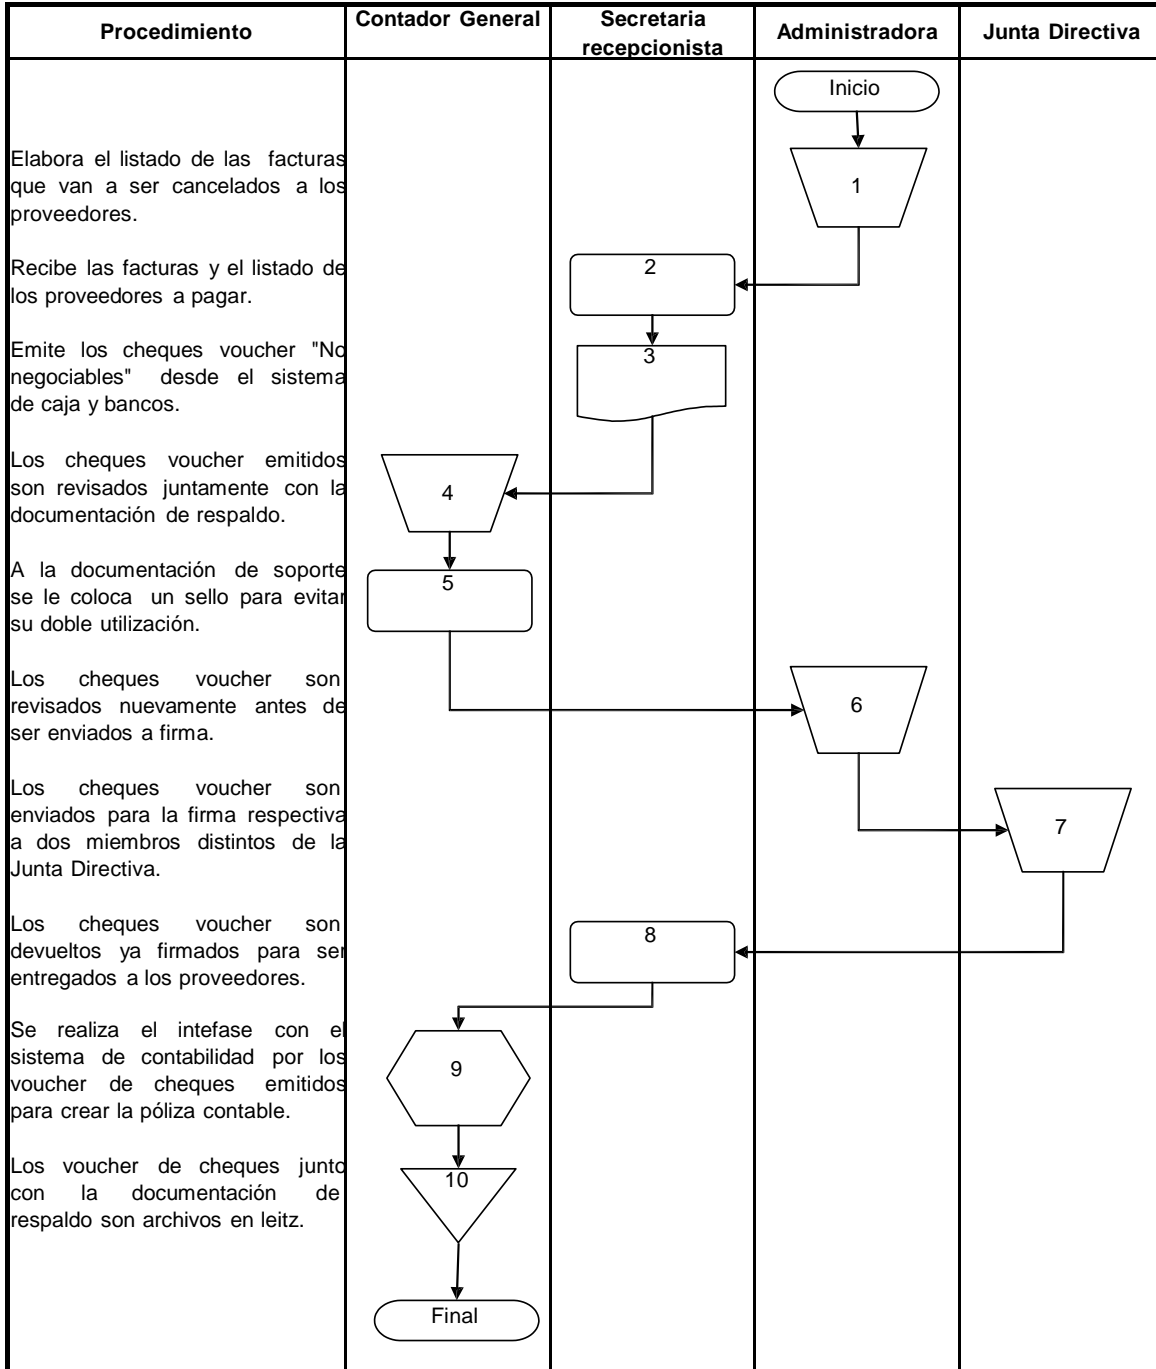 Procedimiento
Contador General
Secretaria
recepcionista
Administradora
Junta Directiva
Inicio
Elabora el listado de las facturas
que van a ser cancelados a los
proveedores.
1
Recibe las facturas y el listado de
los proveedores a pagar.
2
Emite los cheques voucher "No
negociables" desde el sistema
de caja y bancos.
3
Los cheques voucher emitidos
son revisados juntamente con la
documentación de respaldo.
4
A la documentación de soporte
se le coloca un sello para evitar
su doble utilización.
5
Los cheques voucher son
revisados nuevamente antes de
ser enviados a firma.
6
Los cheques voucher son
enviados para la firma respectiva
a dos miembros distintos de la
Junta Directiva.
7
Los cheques voucher son
devueltos ya firmados para ser
entregados a los proveedores.
8
Se realiza el intefase con el
sistema de contabilidad por los
voucher de cheques emitidos
para crear la póliza contable.
9
Los voucher de cheques junto
con la documentación de
respaldo son archivos en leitz.
10
Final